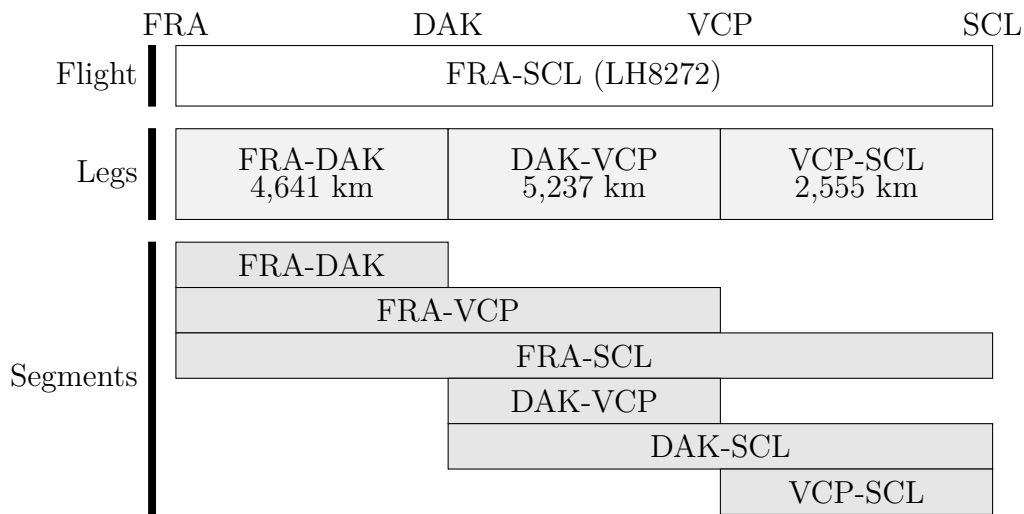 FRA DAK VCP SCL
Flight FRA-SCL (LH8272)
Legs FRA-DAK DAK-VCP VCP-SCL
4,641 km 5,237 km 2,555 km
FRA-DAK
FRA-VCP
FRA-SCL
Segments
DAK-VCP
DAK-SCL
VCP-SCL